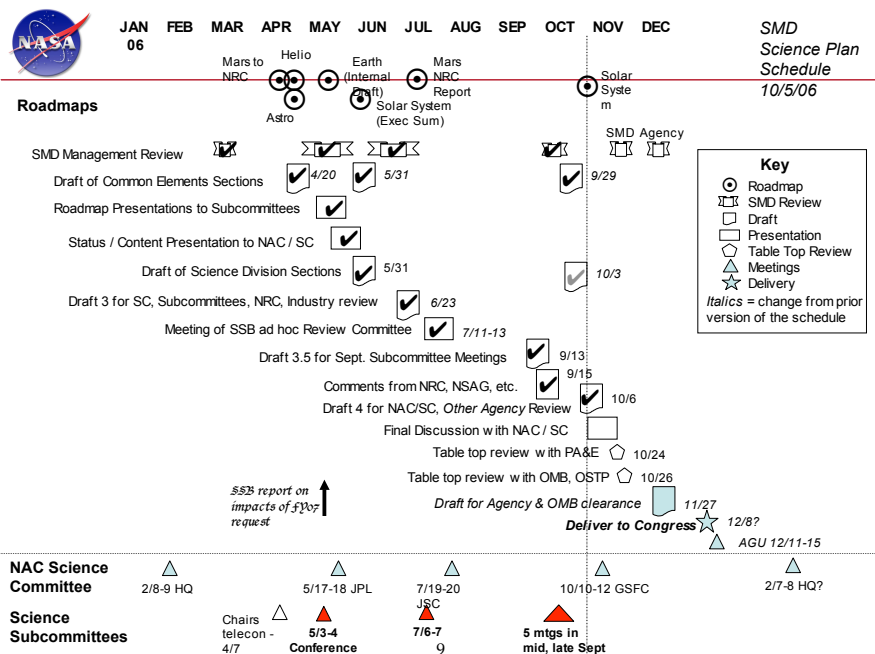 NASA
JAN FEB MAR APR MAY JUN JUL AUG SEP OCT NOV DEC
06
SMD
Science Plan
Schedule
10/5/06
Mars to
NRC
Helio
Earth
(Internal
Draft)
Mars
NRC
Report
Solar
Syste
m
Astro
Solar System
(Exec Sum)
Roadmaps
SMD Agency
SMD Management Review
Draft of Common Elements Sections 4/20 5/31 9/29
Roadmap Presentations to Subcommittees
Status / Content Presentation to NAC / SC
Draft of Science Division Sections 5/31 10/3
Draft 3 for SC, Subcommittees, NRC, Industry review 6/23
Meeting of SSB ad hoc Review Committee 7/11-13
Draft 3.5 for Sept. Subcommittee Meetings 9/13
Comments from NRC, NSAG, etc. 9/15
Draft 4 for NAC/SC, Other Agency Review 10/6
Final Discussion with NAC / SC
Table top review with PA&E 10/24
Table top review with OMB, OSTP 10/26
Draft for Agency & OMB clearance 11/27
Deliver to Congress 12/8?
AGU 12/11-15
SSB report on
impacts of FY07
request
Key
Roadmap
SMD Review
Draft
Presentation
Table Top Review
Meetings
Delivery
Italics = change from prior
version of the schedule
NAC Science
Committee
2/8-9 HQ
5/17-18 JPL
7/19-20
JSC
10/10-12 GSFC
2/7-8 HQ?
Science
Subcommittees
Chairs
telecon -
4/7
5/3-4
Conference
7/6-7
5 mtgs in
mid, late Sept
9